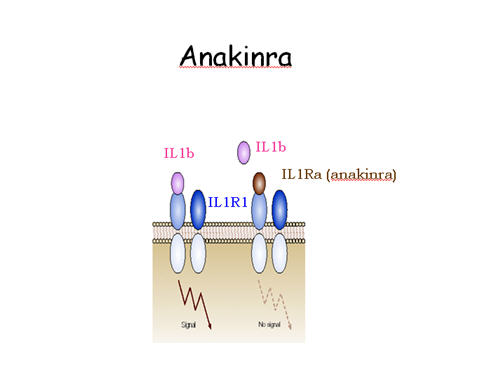 Anakinra
IL1b
IL1b
IL1Ra (anakinra)
IL1R1
Signal
No signal